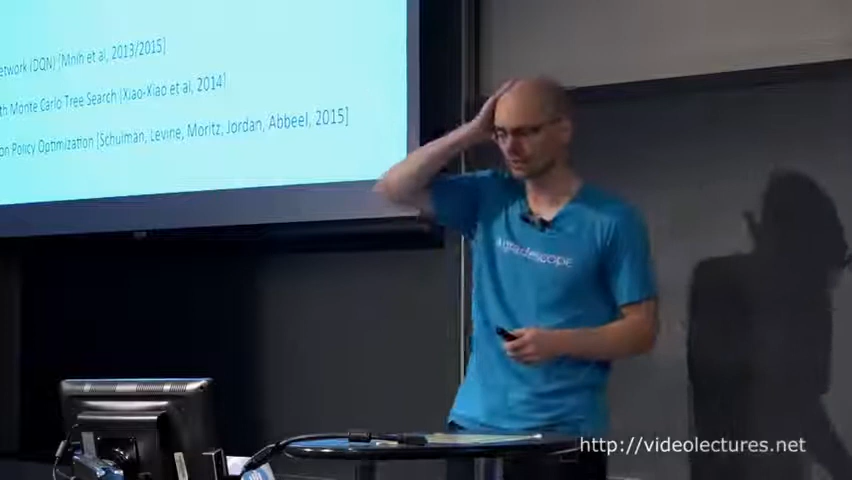 etwork (DQN) [Mnih et al, 2013/2015]
th Monte Carlo Tree Search [Xiao-Xiao et al, 2014]
on Policy Optimization [Schulman, Levine, Moritz, Jordan, Abbeel, 2015]
gradescope
http://videolectures.net